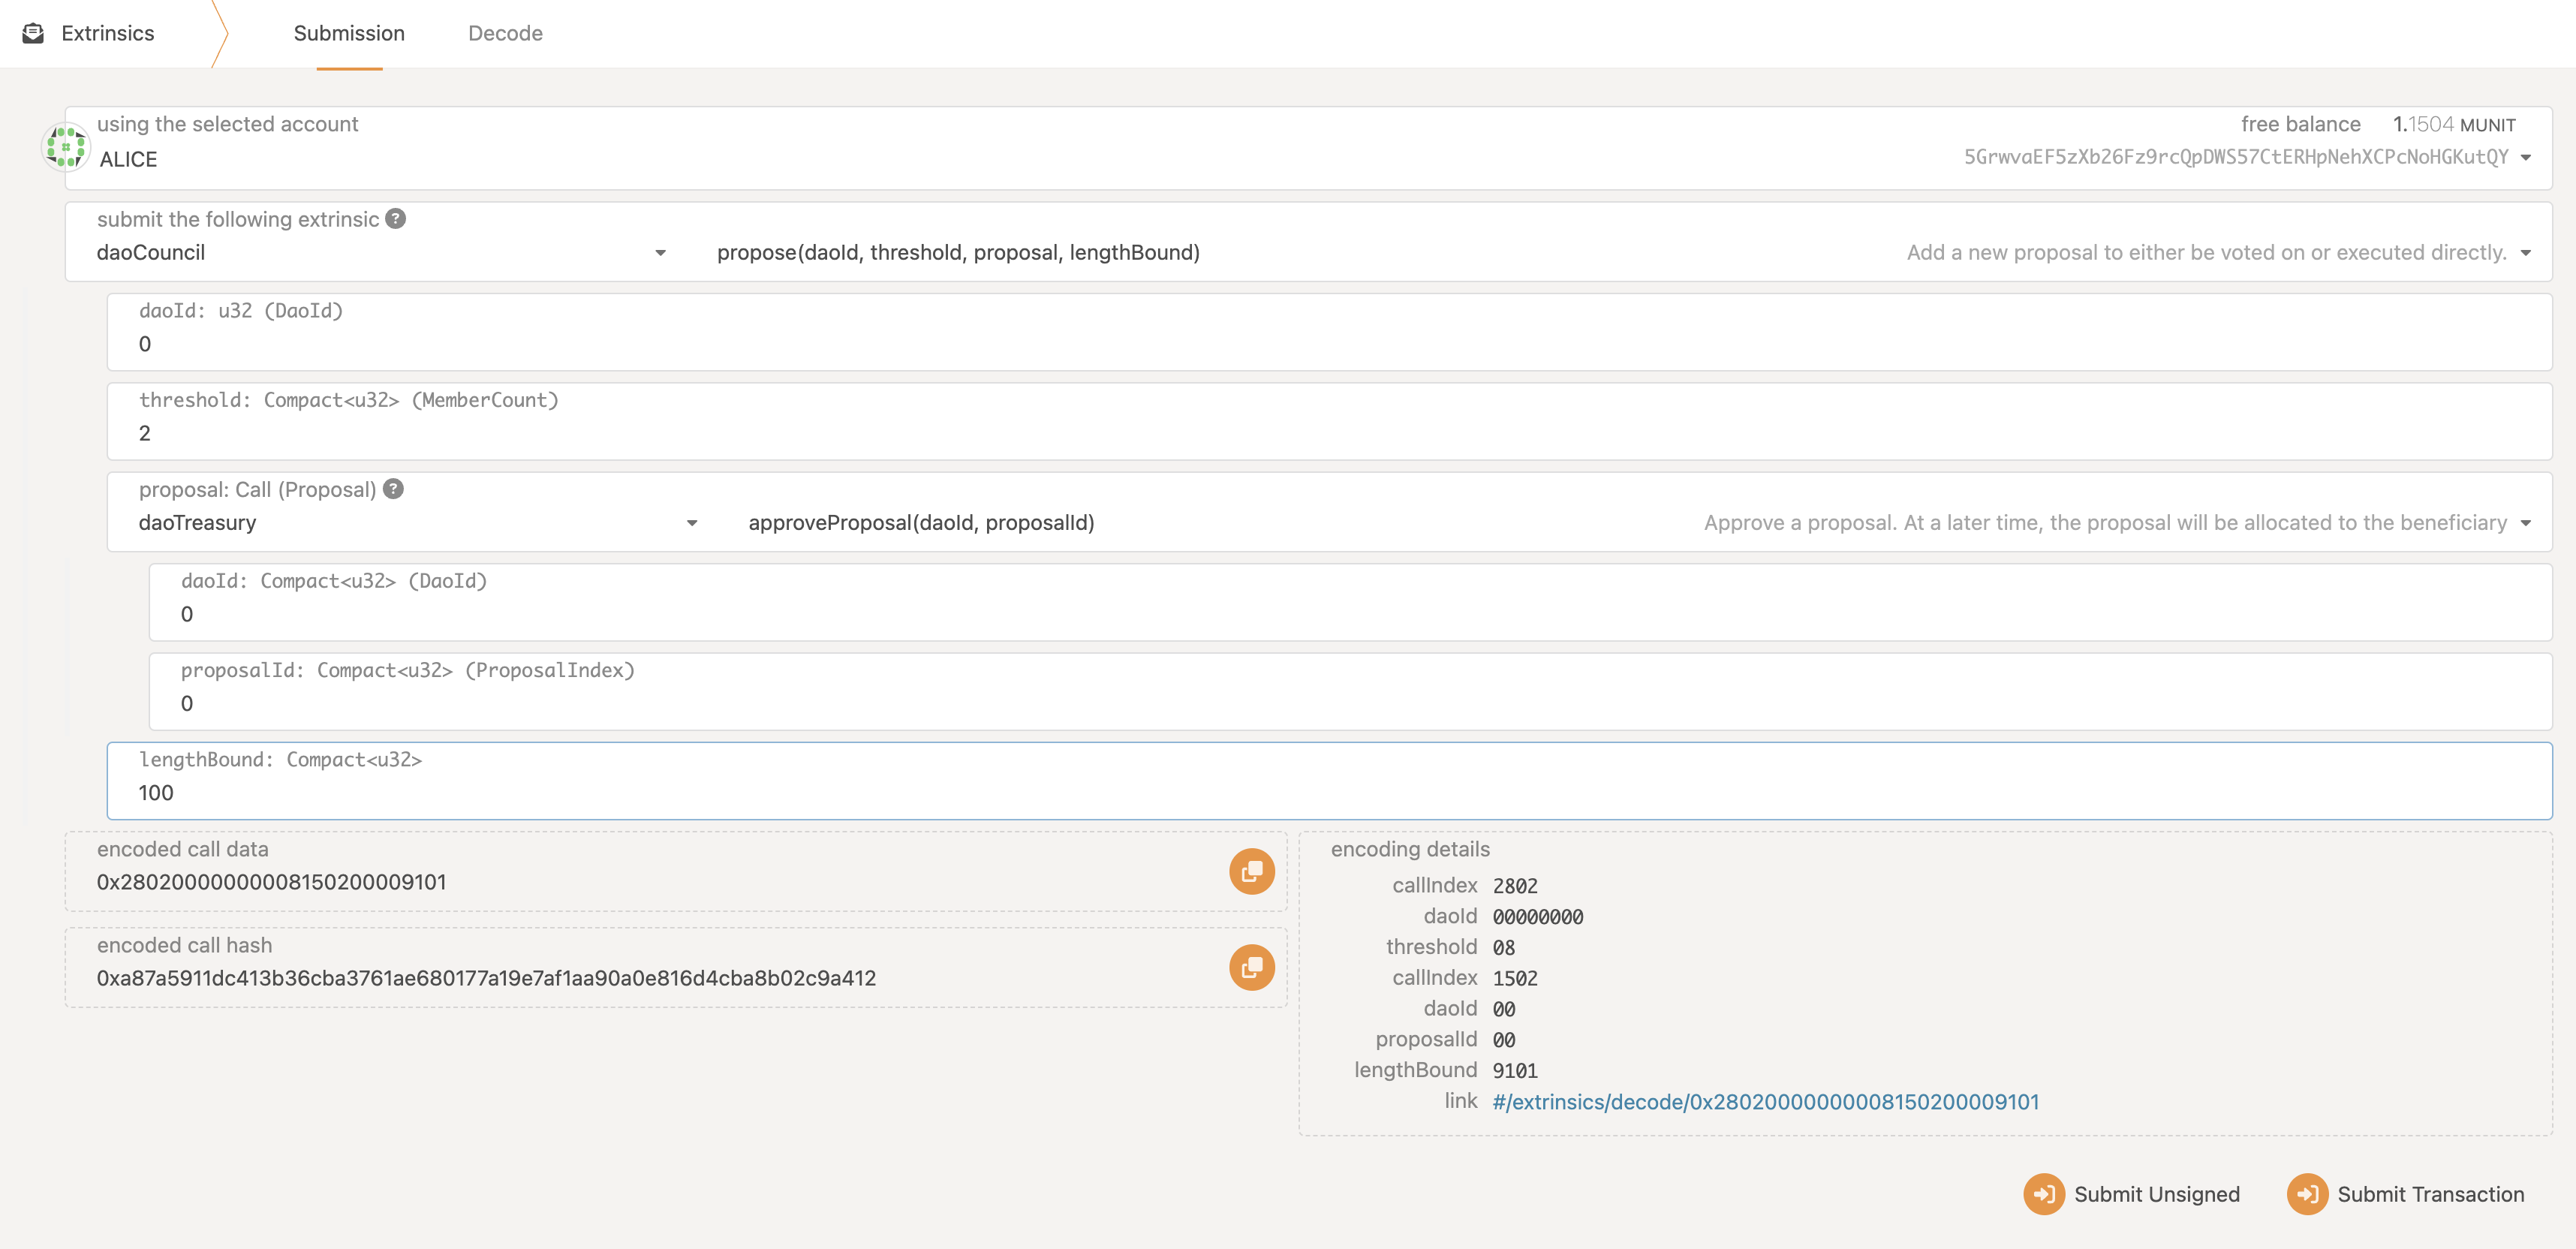 Extrinsics
Submission
Decode
using the selected account
ALICE
free balance 1.1504 MUNIT
5GrwvaEF5zXb26Fz9rcQpDWS57CtERHpNehXCPcNoHGKutQY
submit the following extrinsic ?
daoCouncil
propose(daoId, threshold, proposal, lengthBound)
Add a new proposal to either be voted on or executed directly.
daoId: u32 (DaoId)
0
threshold: Compact<u32> (MemberCount)
2
proposal: Call (Proposal) ?
daoTreasury
approveProposal(daoId, proposalId)
Approve a proposal. At a later time, the proposal will be allocated to the beneficiary
daoId: Compact<u32> (DaoId)
0
proposalId: Compact<u32> (ProposalIndex)
0
lengthBound: Compact<u32>
100
encoded call data
0x28020000000008150200009101
encoded call hash
0xa87a5911dc413b36cba3761ae680177a19e7af1aa90a0e816d4cba8b02c9a412
encoding details
callIndex 2802
daoId 00000000
threshold 08
callIndex 1502
daoId 00
proposalId 00
lengthBound 9101
link #/extrinsics/decode/0x28020000000008150200009101
Submit Unsigned
Submit Transaction